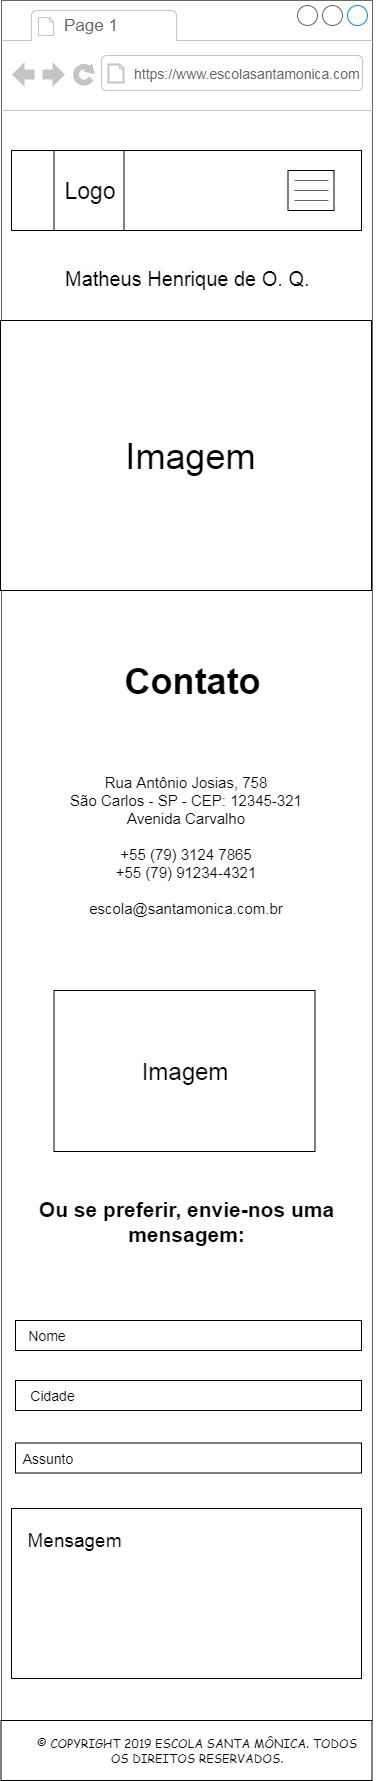 Page 1
https://www.escolasantamonica.com
Logo
Matheus Henrique de O. Q.
Imagem
Contato
Rua Antônio Josias, 758
São Carlos - SP - CEP: 12345-321
Avenida Carvalho
+55 (79) 3124 7865
+55 (79) 91234-4321
escola@santamonica.com.br
Imagem
Ou se preferir, envie-nos uma
mensagem:
Nome
Cidade
Assunto
Mensagem
© COPYRIGHT 2019 ESCOLA SANTA MÔNICA. TODOS
OS DIREITOS RESERVADOS.